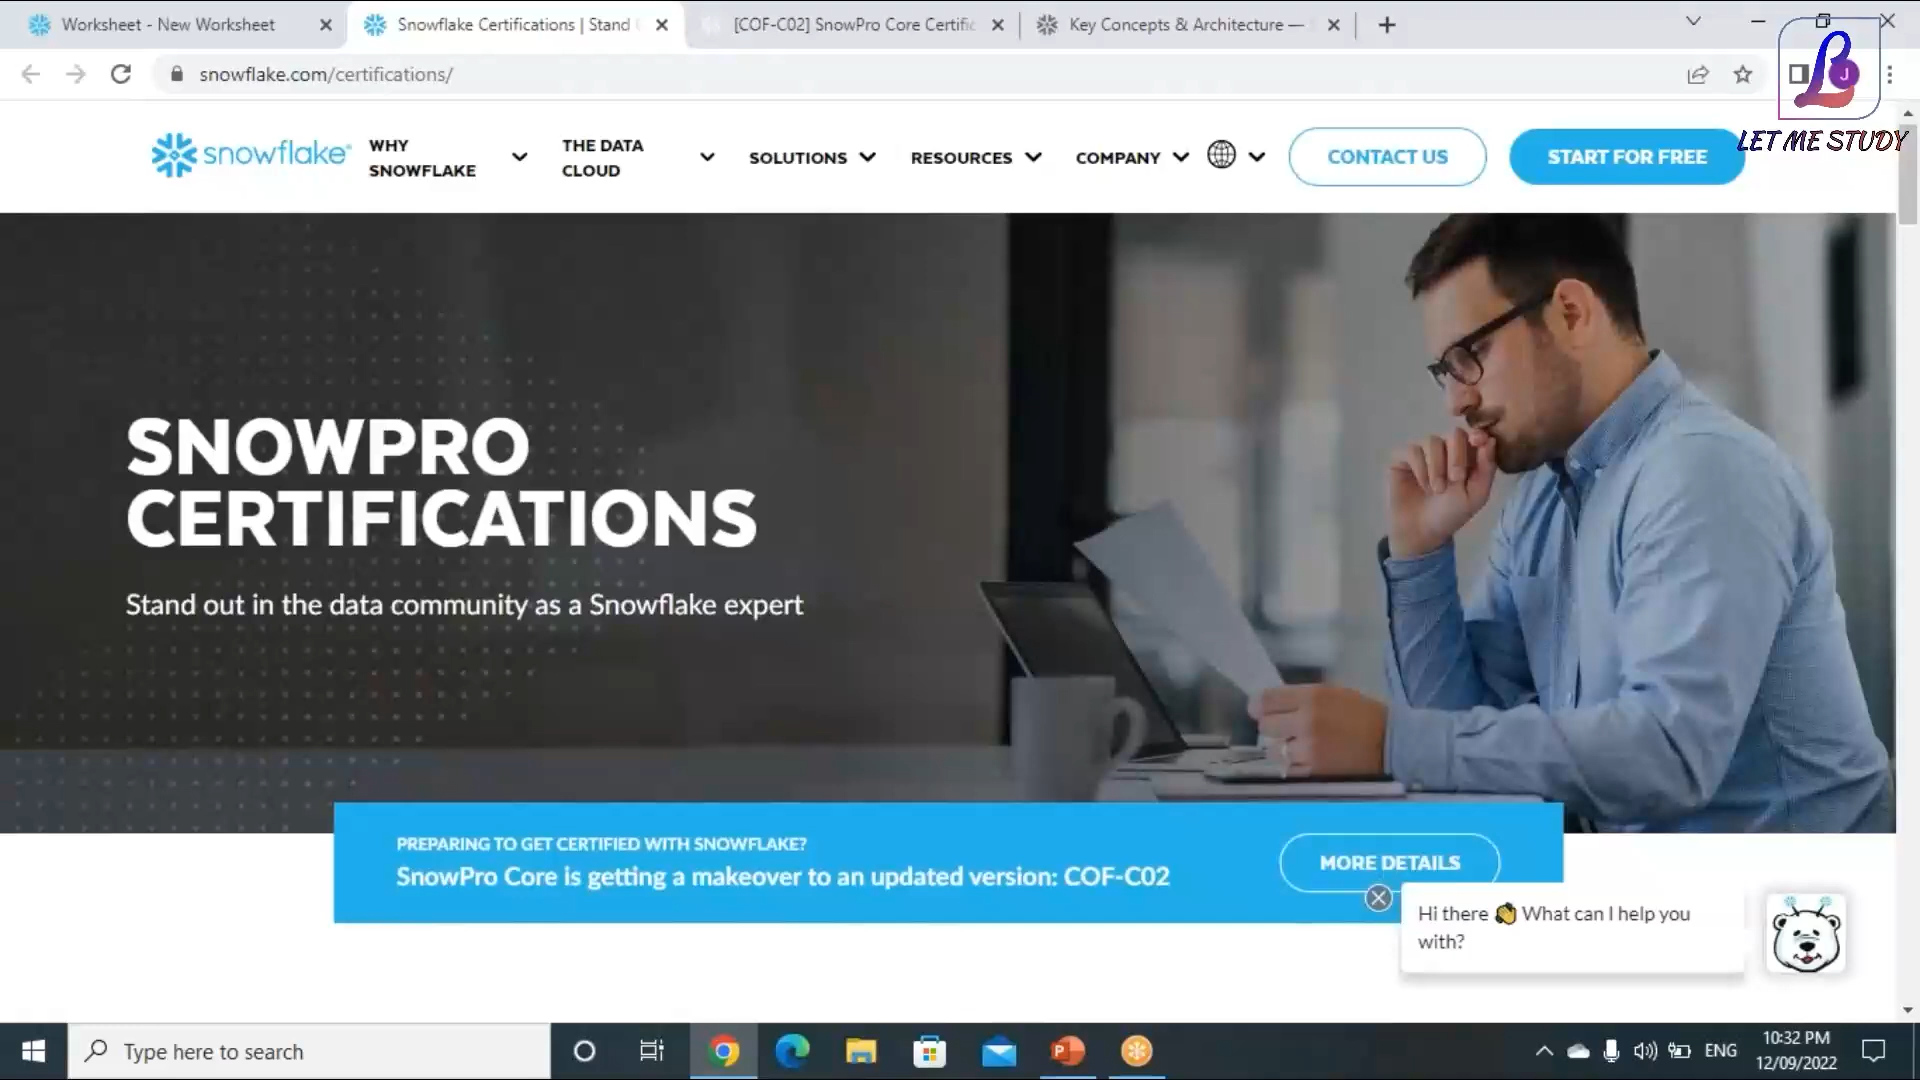 Worksheet - New Worksheet
Snowflake Certifications | Stand
[COF-C02] SnowPro Core Certific
Key Concepts & Architecture —
snowflake.com/certifications/
J
LET ME STUDY
snowflake
WHY
SNOWFLAKE
THE DATA
CLOUD
SOLUTIONS
RESOURCES
COMPANY
CONTACT US
START FOR FREE
SNOWPRO
CERTIFICATIONS
Stand out in the data community as a Snowflake expert
PREPARING TO GET CERTIFIED WITH SNOWFLAKE?
SnowPro Core is getting a makeover to an updated version: COF-C02
MORE DETAILS
Hi there 👋 What can I help you
with?
Type here to search
ENG
10:32 PM
12/09/2022